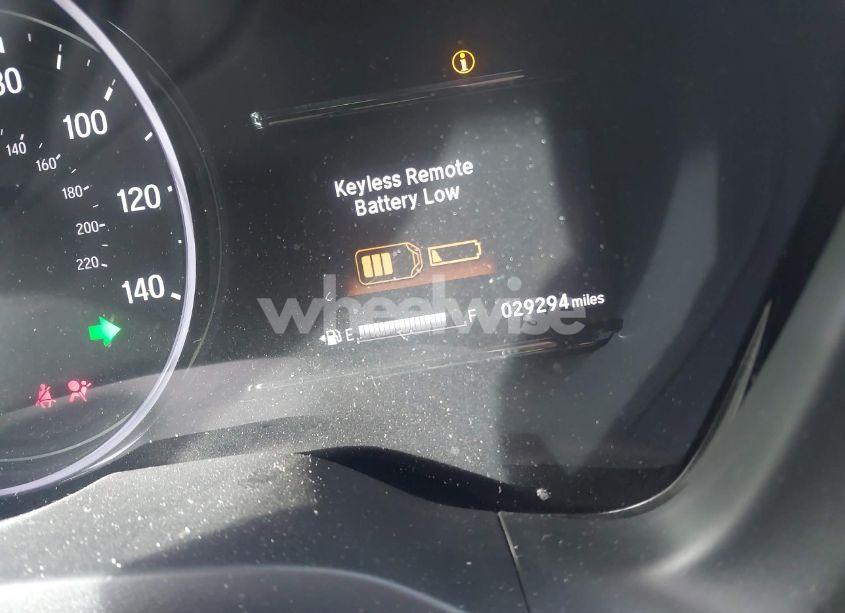 80
100
120
140
140
160
180
200
220
Keyless Remote
Battery Low
E F
029294 miles
wheelwise